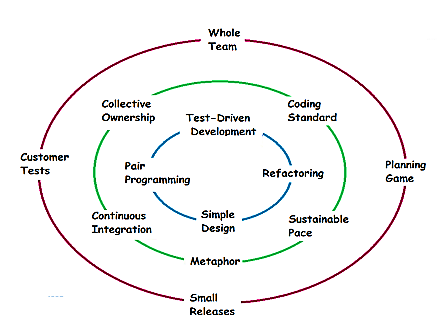 Whole
Team
Collective
Ownership
Coding
Standard
Test-Driven
Development
Customer
Tests
Pair
Programming
Refactoring
Planning
Game
Continuous
Integration
Simple
Design
Sustainable
Pace
Metaphor
Small
Releases